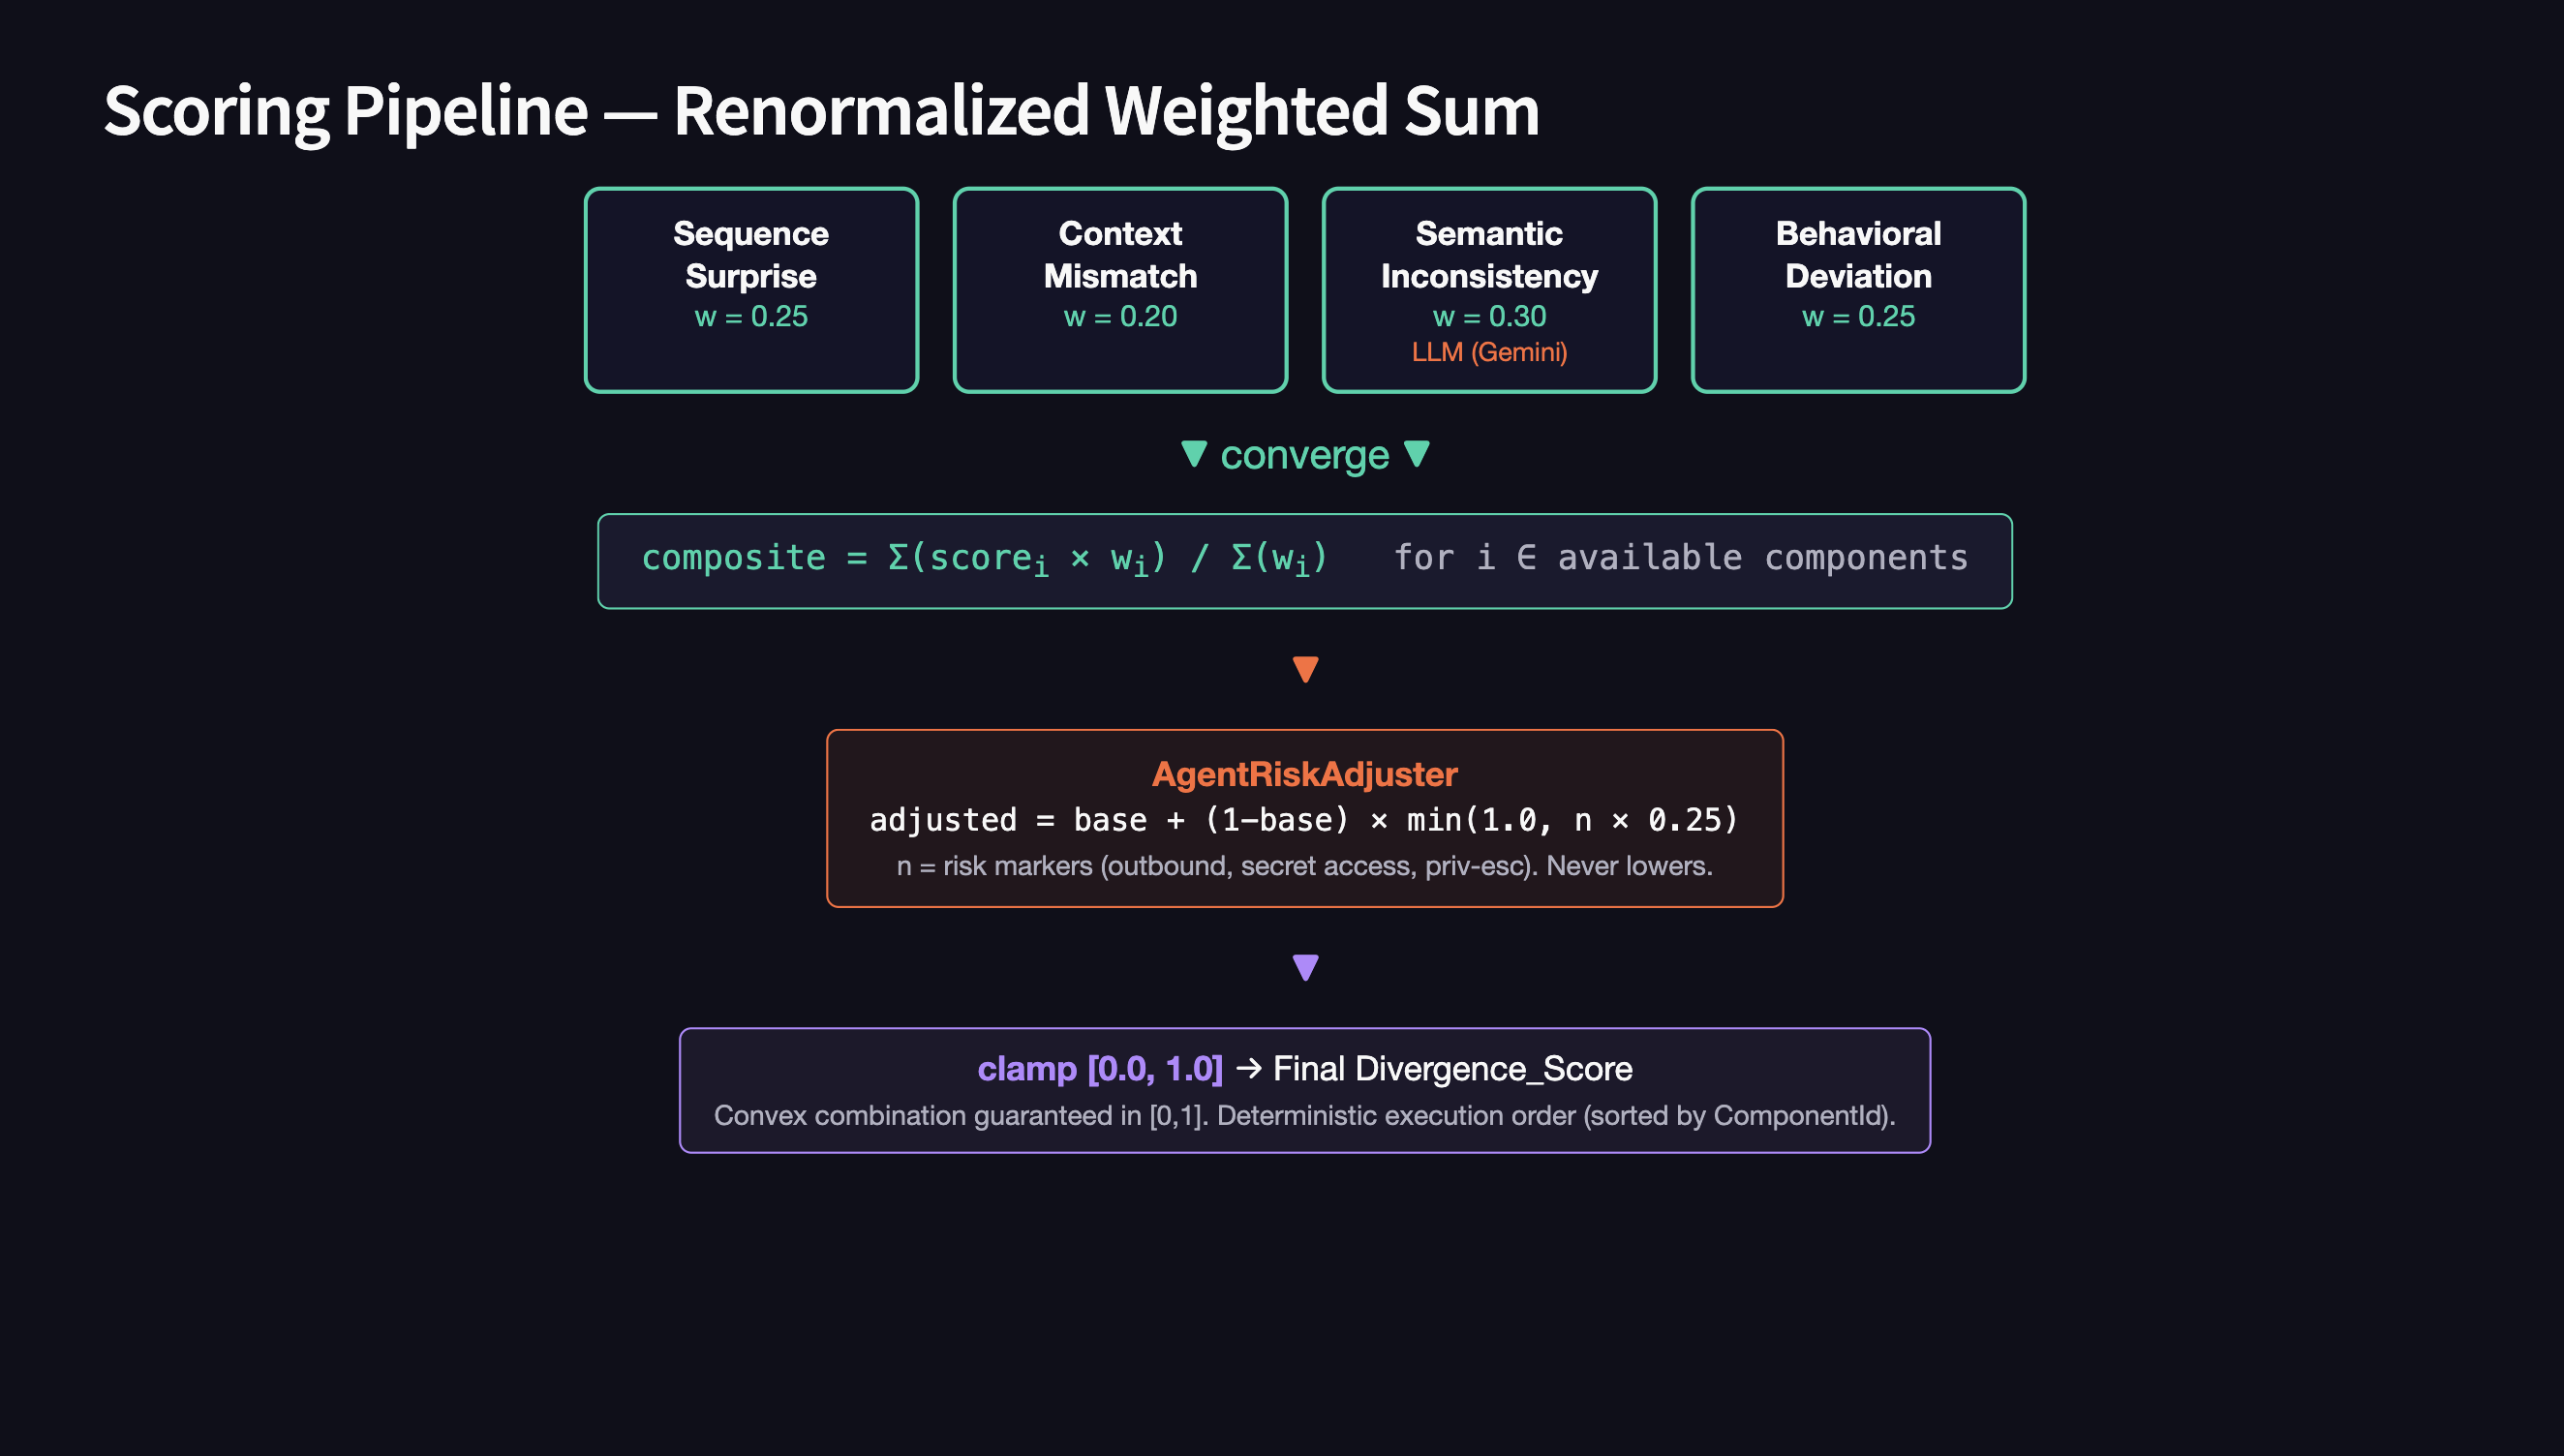 Scoring Pipeline — Renormalized Weighted Sum
Sequence
Surprise
w = 0.25
Context
Mismatch
w = 0.20
Semantic
Inconsistency
w = 0.30
LLM (Gemini)
Behavioral
Deviation
w = 0.25
▼ converge ▼
composite = Σ(scoreᵢ × wᵢ) / Σ(wᵢ) for i ∈ available components
▼
AgentRiskAdjuster
adjusted = base + (1−base) × min(1.0, n × 0.25)
n = risk markers (outbound, secret access, priv-esc). Never lowers.
▼
clamp [0.0, 1.0] → Final Divergence_Score
Convex combination guaranteed in [0,1]. Deterministic execution order (sorted by ComponentId).